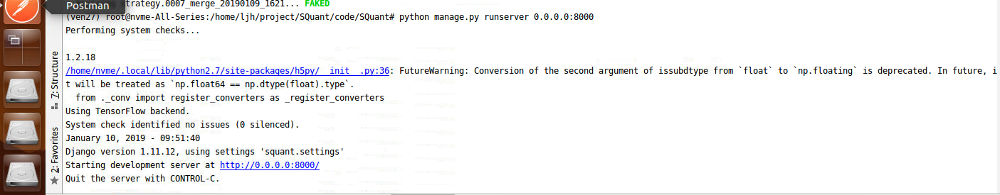 Postman
strategy.0007_merge_20190109_1621... FAKED
(ven27) root@nvme-All-Series:/home/ljh/project/SQuant/code/SQuant# python manage.py runserver 0.0.0.0:8000
Performing system checks...
1.2.18
/home/nvme/.local/lib/python2.7/site-packages/h5py/__init__.py:36: FutureWarning: Conversion of the second argument of issubdtype from `float` to `np.floating` is deprecated. In future, i
t will be treated as `np.float64 == np.dtype(float).type`.
from ._conv import register_converters as _register_converters
Using TensorFlow backend.
System check identified no issues (0 silenced).
January 10, 2019 - 09:51:40
Django version 1.11.12, using settings 'squant.settings'
Starting development server at http://0.0.0.0:8000/
Quit the server with CONTROL-C.
7: Structure
2: Favorites